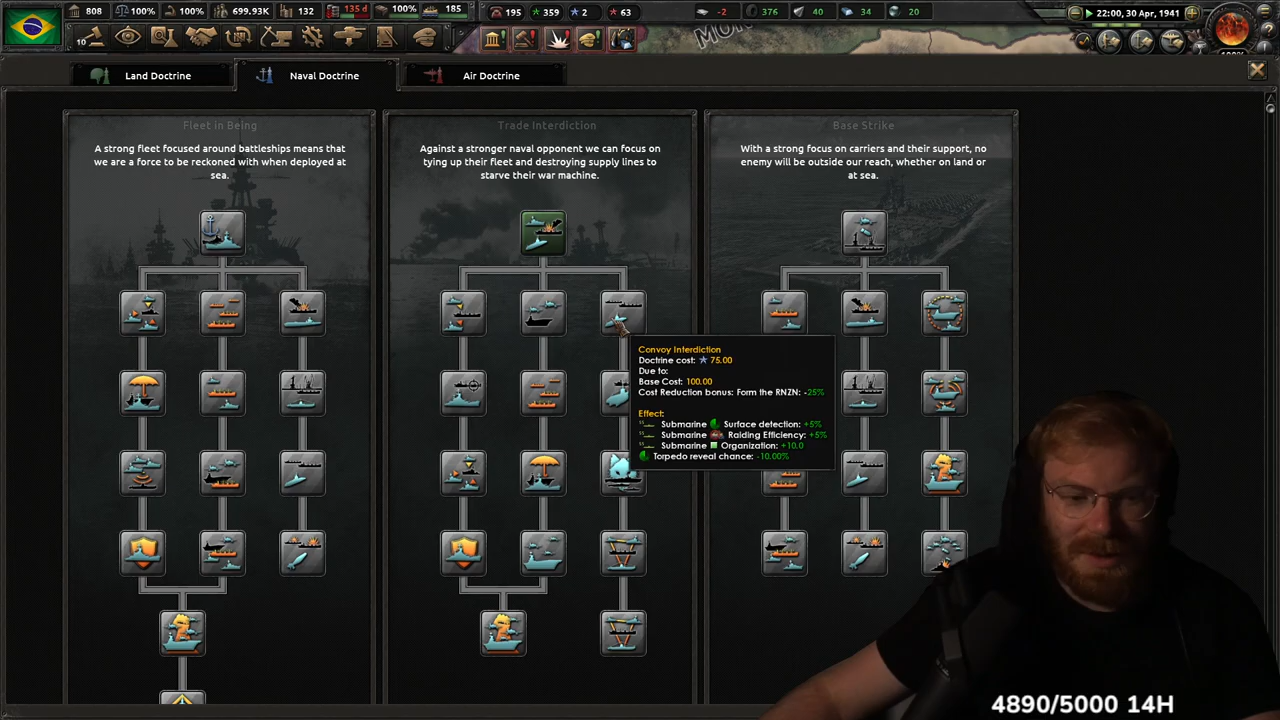 808 100% 100% 699.93K 132 135 d 100% 185 195 359 2 63 -2 376 40 34 20 22:00, 30 Apr, 1941
10
Land Doctrine Naval Doctrine Air Doctrine
Fleet in Being Trade Interdiction Base Strike
A strong fleet focused around battleships means that
we are a force to be reckoned with when deployed at
sea.
Against a stronger naval opponent we can focus on
tying up their fleet and destroying supply lines to
starve their war machine.
With a strong focus on carriers and their support, no
enemy will be outside our reach, whether on land or
at sea.
Convoy Interdiction
Doctrine cost: 75.00
Due to:
Base Cost: 100.00
Cost Reduction bonus: Form the RNZN: -25%
Effect:
Submarine Surface detection: +5%
Submarine Raiding Efficiency: +5%
Submarine Organization: +10.0
Torpedo reveal chance: -10.00%
4890/5000 14H